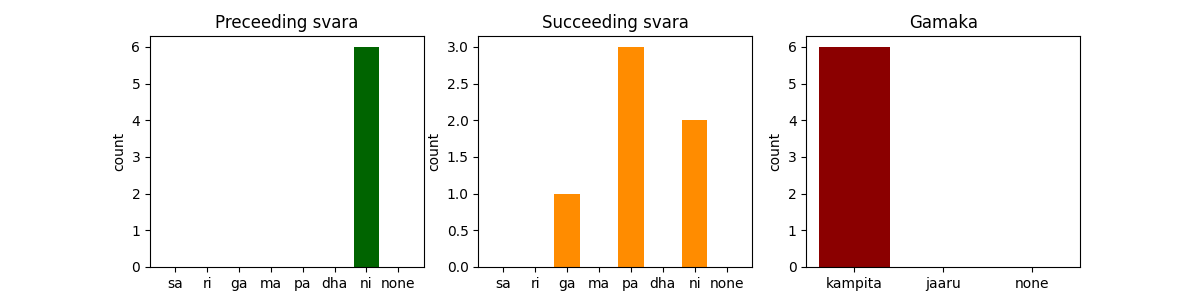 Preceeding svara
count
6
5
4
3
2
1
0
sa ri ga ma pa dha ni none
Succeeding svara
count
3.0
2.5
2.0
1.5
1.0
0.5
0.0
sa ri ga ma pa dha ni none
Gamaka
count
6
5
4
3
2
1
0
kampita jaaru none